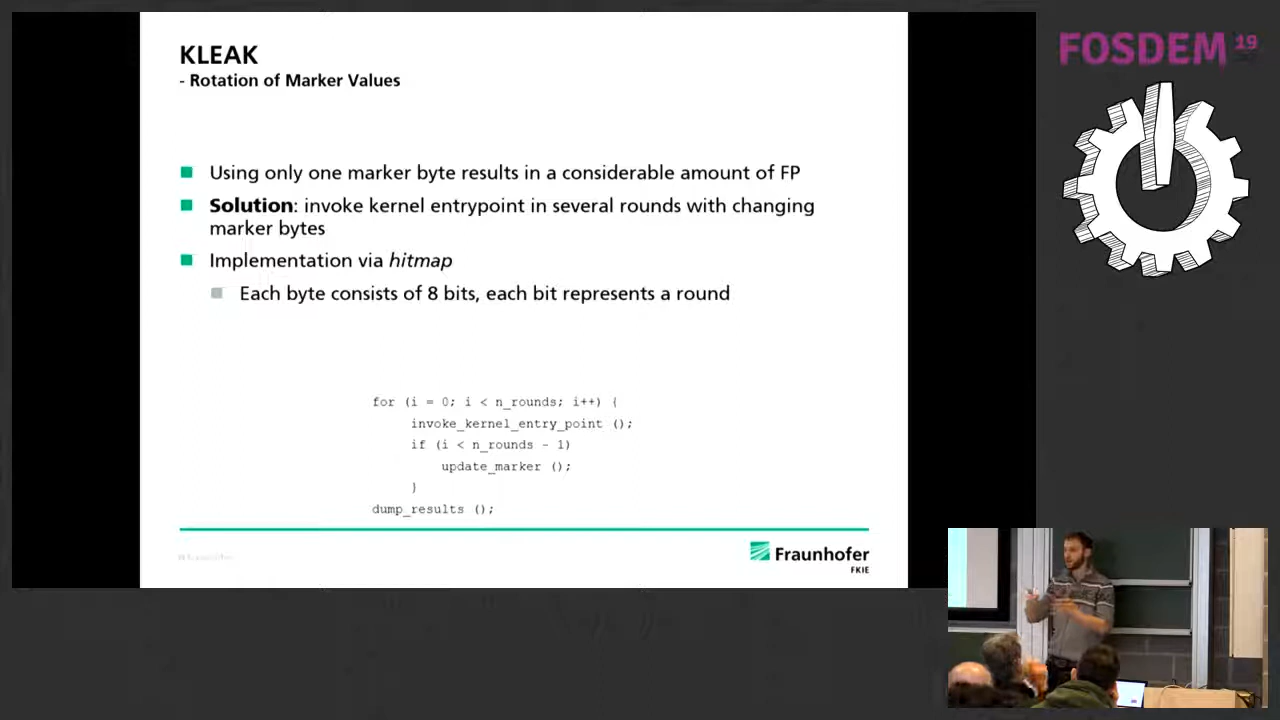 KLEAK
- Rotation of Marker Values
Using only one marker byte results in a considerable amount of FP
Solution: invoke kernel entrypoint in several rounds with changing
marker bytes
Implementation via hitmap
Each byte consists of 8 bits, each bit represents a round
for (i = 0; i < n_rounds; i++) {
invoke_kernel_entry_point ();
if (i < n_rounds - 1)
update_marker ();
}
dump_results ();
Fraunhofer
FKIE
FOSDEM 19